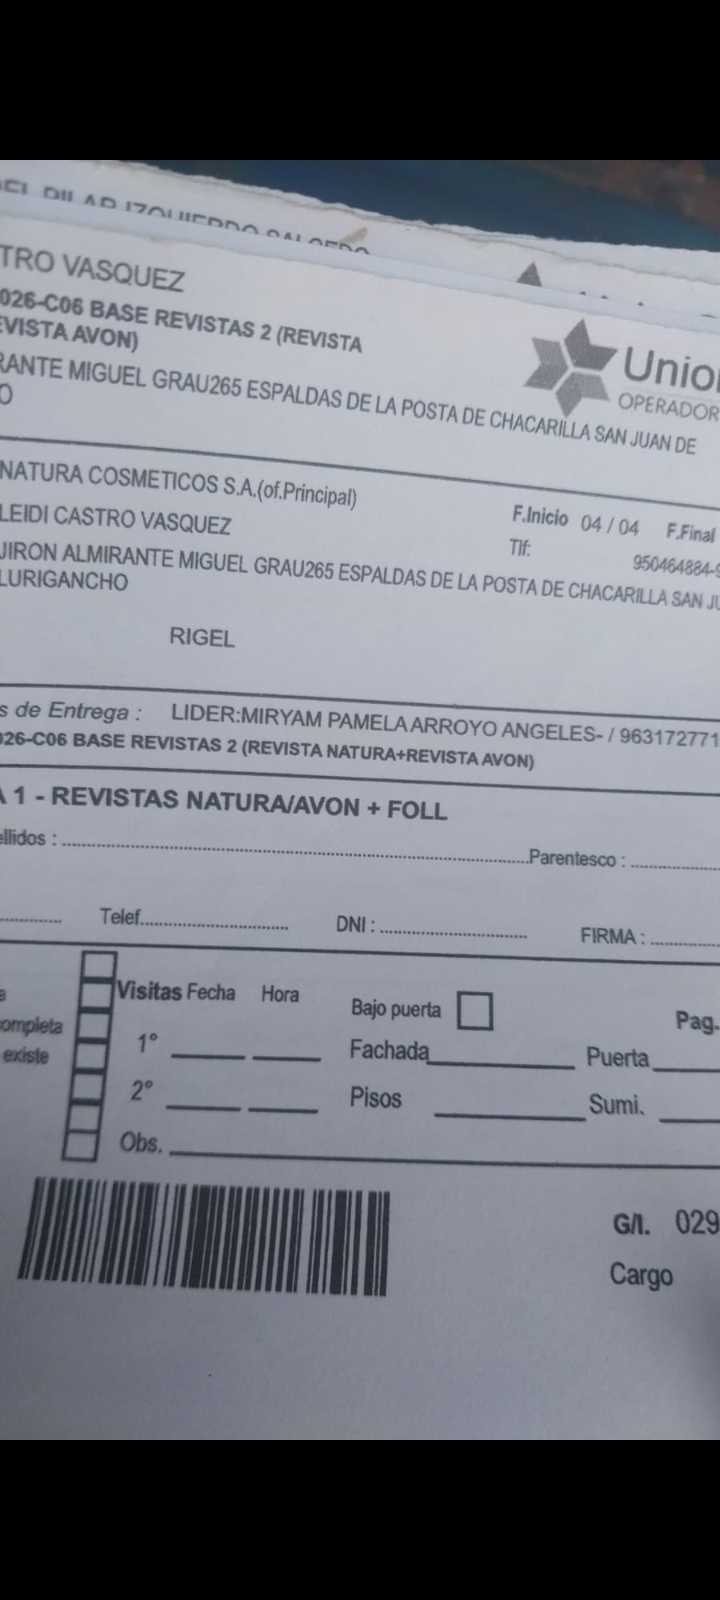 TRO VASQUEZ
026-C06 BASE REVISTAS 2 (REVISTA
EVISTA AVON)
RANTE MIGUEL GRAU265 ESPALDAS DE LA POSTA DE CHACARILLA SAN JUAN DE
O
Union
OPERADOR
NATURA COSMETICOS S.A.(of.Principal)
LEIDI CASTRO VASQUEZ
F.Inicio 04 / 04 F.Final
Tlf: 950464884-9
JIRON ALMIRANTE MIGUEL GRAU265 ESPALDAS DE LA POSTA DE CHACARILLA SAN JU
LURIGANCHO
RIGEL
s de Entrega : LIDER:MIRYAM PAMELA ARROYO ANGELES- / 963172771
026-C06 BASE REVISTAS 2 (REVISTA NATURA+REVISTA AVON)
A 1 - REVISTAS NATURA/AVON + FOLL
ellidos : Parentesco :
Telef. DNI : FIRMA :
a
completa
existe
Visitas Fecha Hora
1°
2°
Obs.
Bajo puerta
Fachada Puerta
Pisos Sumi.
Pag.
G/I. 029
Cargo